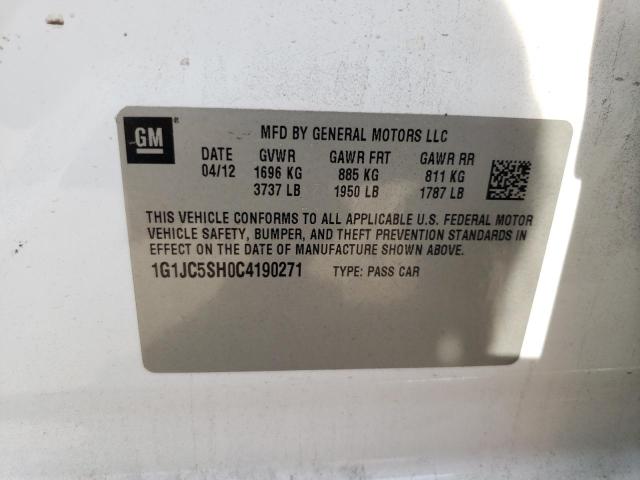 GM
MFD BY GENERAL MOTORS LLC
DATE GVWR GAWR FRT GAWR RR
04/12 1696 KG 885 KG 811 KG
3737 LB 1950 LB 1787 LB
THIS VEHICLE CONFORMS TO ALL APPLICABLE U.S. FEDERAL MOTOR
VEHICLE SAFETY, BUMPER, AND THEFT PREVENTION STANDARDS IN
EFFECT ON THE DATE OF MANUFACTURE SHOWN ABOVE.
1G1JC5SH0C4190271 TYPE: PASS CAR